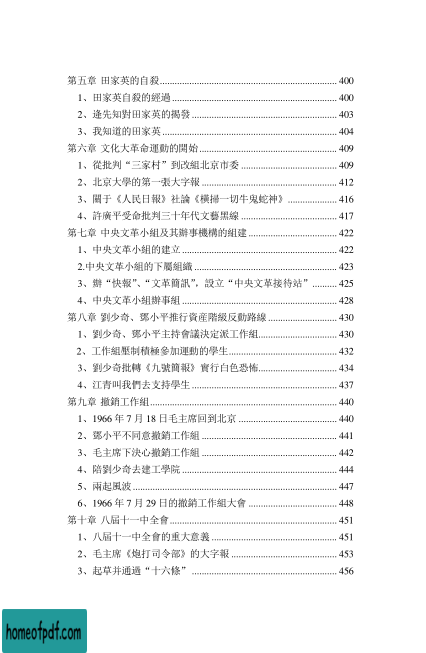 第五章 田家英的自殺........................................................................ 400
1、田家英自殺的經過.................................................................. 400
2、逄先知對田家英的揭發.......................................................... 403
3、我知道的田家英...................................................................... 404
第六章 文化大革命運動的開始........................................................ 409
1、從批判“三家村”到改組北京市委...................................... 409
2、北京大學的第一張大字報...................................................... 412
3、關于《人民日報》社論《橫掃一切牛鬼蛇神》.................... 416
4、許廣平受命批判三十年代文藝黑線...................................... 417
第七章 中央文革小組及其辦事機構的組建.................................... 422
1、中央文革小組的建立.............................................................. 422
2.中央文革小組的下屬組織......................................................... 423
3、辦“快報”、“文革簡訊”，設立“中央文革接待站”.......... 425
4、中央文革小組辦事組.............................................................. 428
第八章 劉少奇、鄧小平推行資産階級反動路線............................ 430
1、劉少奇、鄧小平主持會議決定派工作組................................ 430
2、工作組壓制積極參加運動的學生............................................ 432
3、劉少奇批轉《九號簡報》實行白色恐怖................................ 434
4、江青叫我們去支持學生.......................................................... 437
第九章 撤銷工作組............................................................................ 440
1、1966 年 7 月 18 日毛主席回到北京........................................ 440
2、鄧小平不同意撤銷工作組...................................................... 441
3、毛主席下決心撤銷工作組...................................................... 442
4、陪劉少奇去建工學院.............................................................. 444
5、兩起風波.................................................................................. 447
6、1966 年 7 月 29 日的撤銷工作組大會.................................... 448
第十章 八屆十一中全會.................................................................... 451
1、八屆十一中全會的重大意義.................................................. 451
2、毛主席《炮打司令部》的大字報.......................................... 453
3、起草并通過“十六條”.......................................................... 456
homeofpdf.com